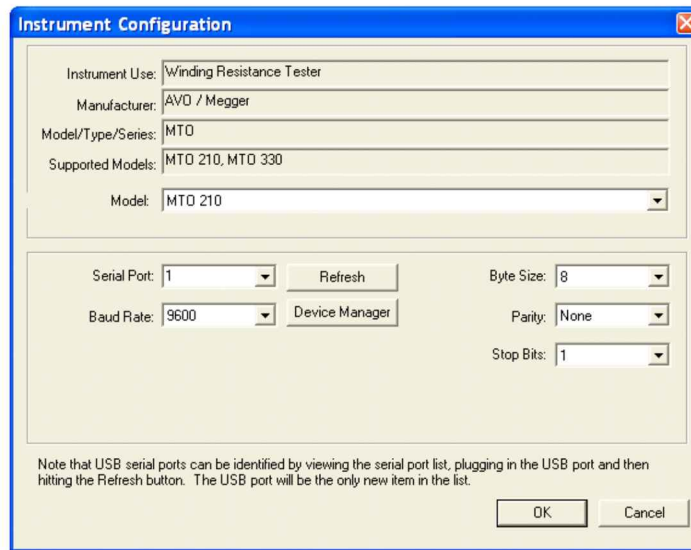 Instrument Configuration
Instrument Use: Winding Resistance Tester
Manufacturer: AVO / Megger
Model/Type/Series: MTO
Supported Models: MTO 210, MTO 330
Model: MTO 210
Serial Port: 1 Refresh Byte Size: 8
Baud Rate: 9600 Device Manager Parity: None
Stop Bits: 1
Note that USB serial ports can be identified by viewing the serial port list, plugging in the USB port and then
hitting the Refresh button. The USB port will be the only new item in the list.
OK Cancel